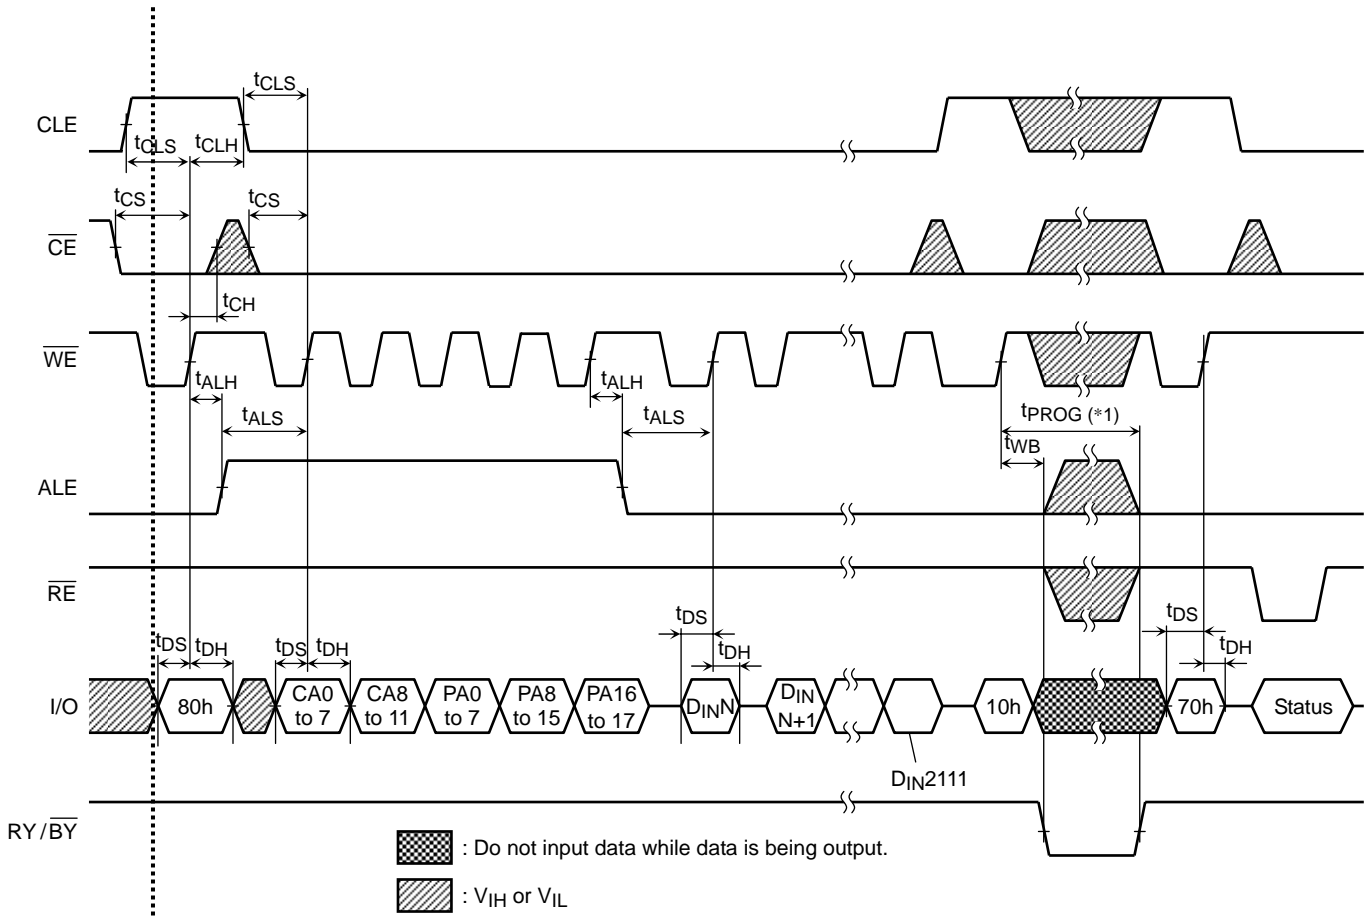 tCLS
CLE
tCLS tCLH
tCS tCS
CE
tCH
WE
tALH tALH
tALS tALS tPROG (*1)
tWB
ALE
RE
tDS tDH tDS tDH tDS tDH tDS tDH
I/O 80h CA0 to 7 CA8 to 11 PA0 to 7 PA8 to 15 PA16 to 17 DINN DIN N+1 10h 70h Status
DIN2111
RY/BY
: Do not input data while data is being output.
: VIH or VIL